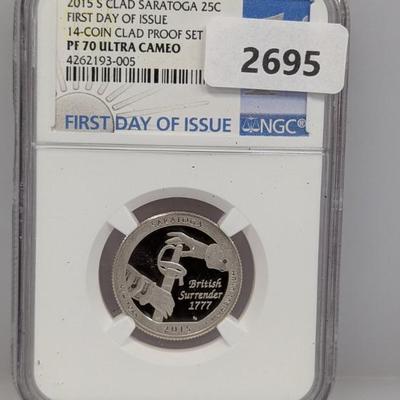 2015 S CLAD SARATOGA 25C
FIRST DAY OF ISSUE
14-COIN CLAD PROOF SET
PF 70 ULTRA CAMEO
4262193-005
2695
FIRST DAY OF ISSUE NGC®
SARATOGA
British
Surrender
1777
2015